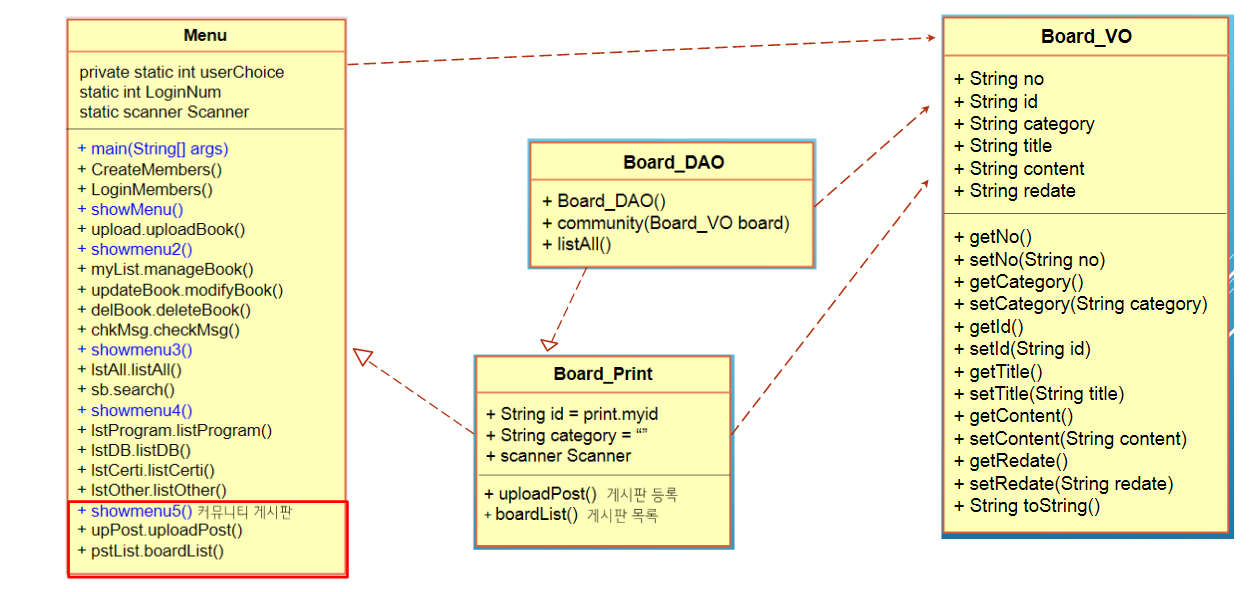 Menu
private static int userChoice
static int LoginNum
static scanner Scanner
+ main(String[] args)
+ CreateMembers()
+ LoginMembers()
+ showMenu()
+ upload.uploadBook()
+ showmenu2()
+ myList.manageBook()
+ updateBook.modifyBook()
+ delBook.deleteBook()
+ chkMsg.checkMsg()
+ showmenu3()
+ lstAll.listAll()
+ sb.search()
+ showmenu4()
+ lstProgram.listProgram()
+ lstDB.listDB()
+ lstCerti.listCerti()
+ lstOther.listOther()
+ showmenu5() 커뮤니티 게시판
+ upPost.uploadPost()
+ pstList.boardList()
Board_DAO
+ Board_DAO()
+ community(Board_VO board)
+ listAll()
Board_Print
+ String id = print.myid
+ String category = “”
+ scanner Scanner
+ uploadPost() 게시판 등록
+ boardList() 게시판 목록
Board_VO
+ String no
+ String id
+ String category
+ String title
+ String content
+ String redate
+ getNo()
+ setNo(String no)
+ getCategory()
+ setCategory(String category)
+ getId()
+ setId(String id)
+ getTitle()
+ setTitle(String title)
+ getContent()
+ setContent(String content)
+ getRedate()
+ setRedate(String redate)
+ String toString()